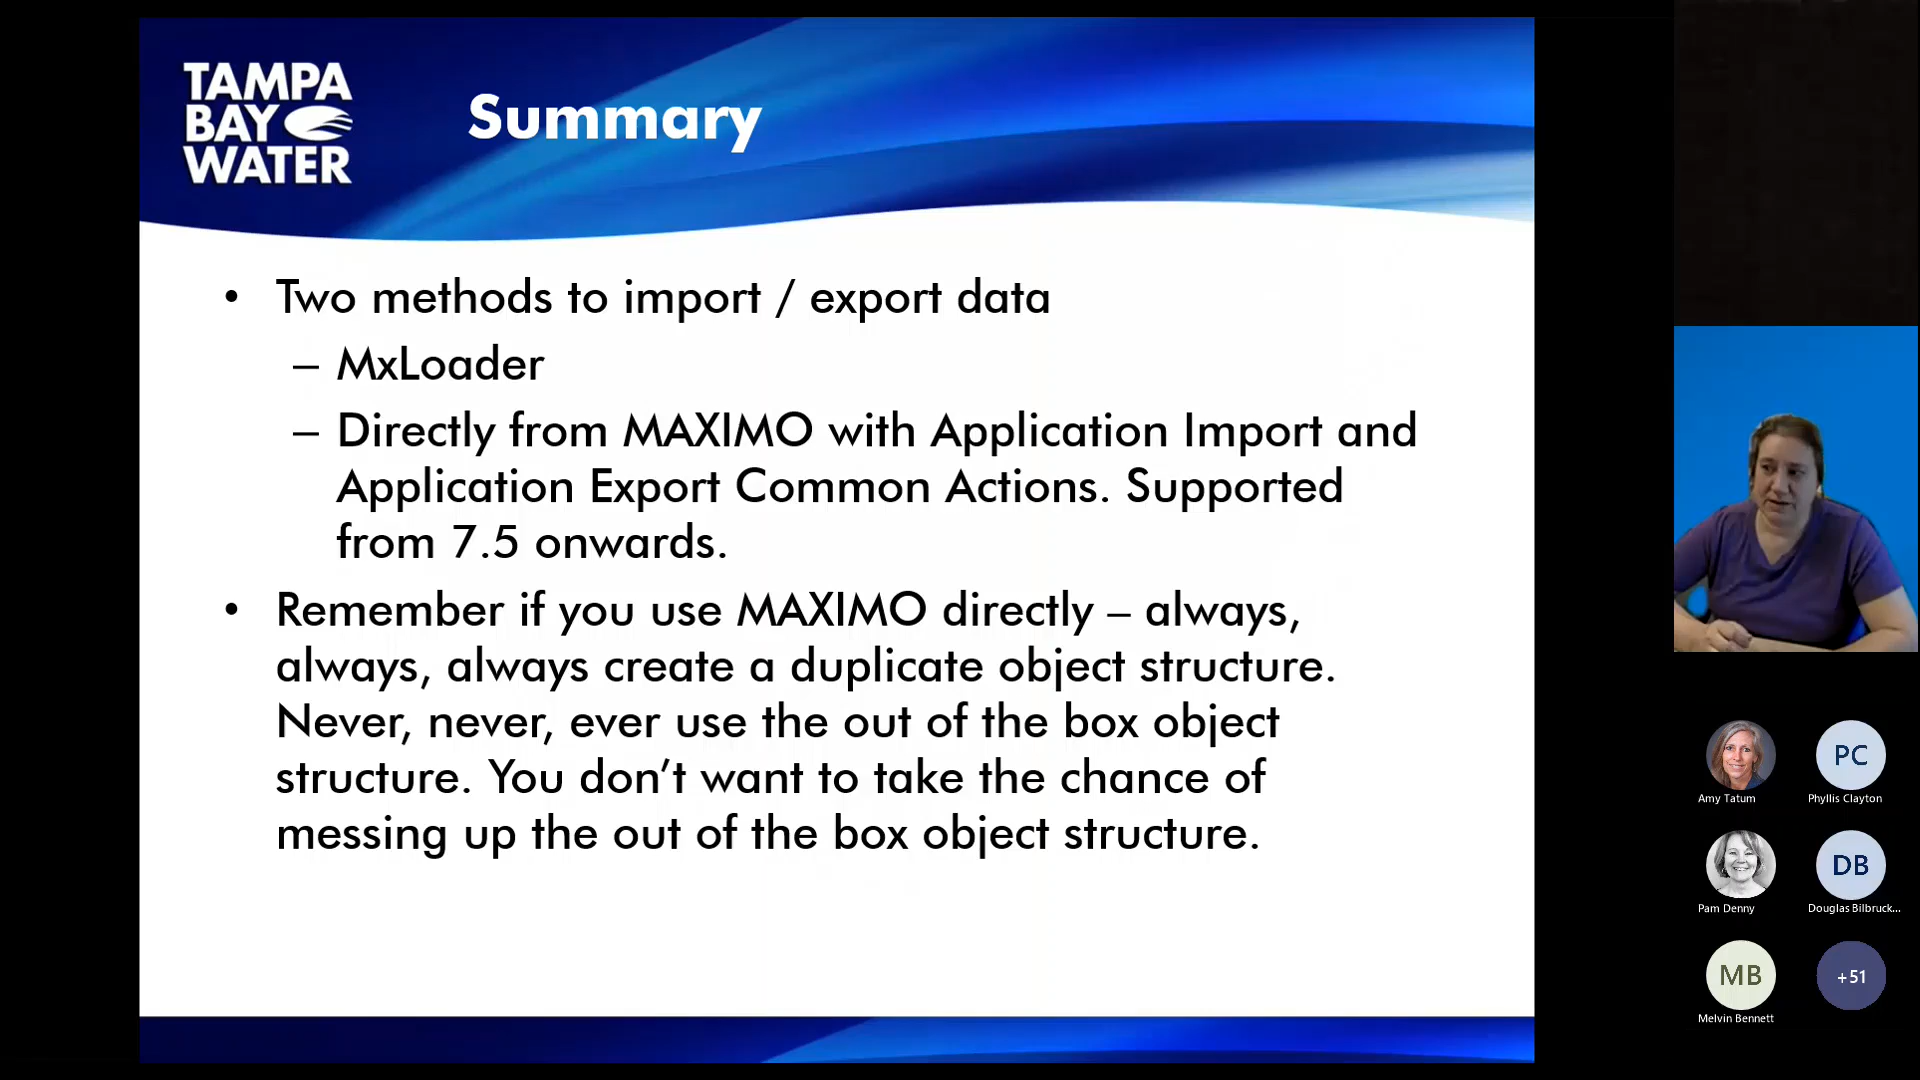 TAMPA
BAY
WATER
Summary
• Two methods to import / export data
– MxLoader
– Directly from MAXIMO with Application Import and
Application Export Common Actions. Supported
from 7.5 onwards.
• Remember if you use MAXIMO directly – always,
always, always create a duplicate object structure.
Never, never, ever use the out of the box object
structure. You don’t want to take the chance of
messing up the out of the box object structure.
Amy Tatum
PC
Phyllis Clayton
Pam Denny
DB
Douglas Bilbruck...
MB
Melvin Bennett
+51